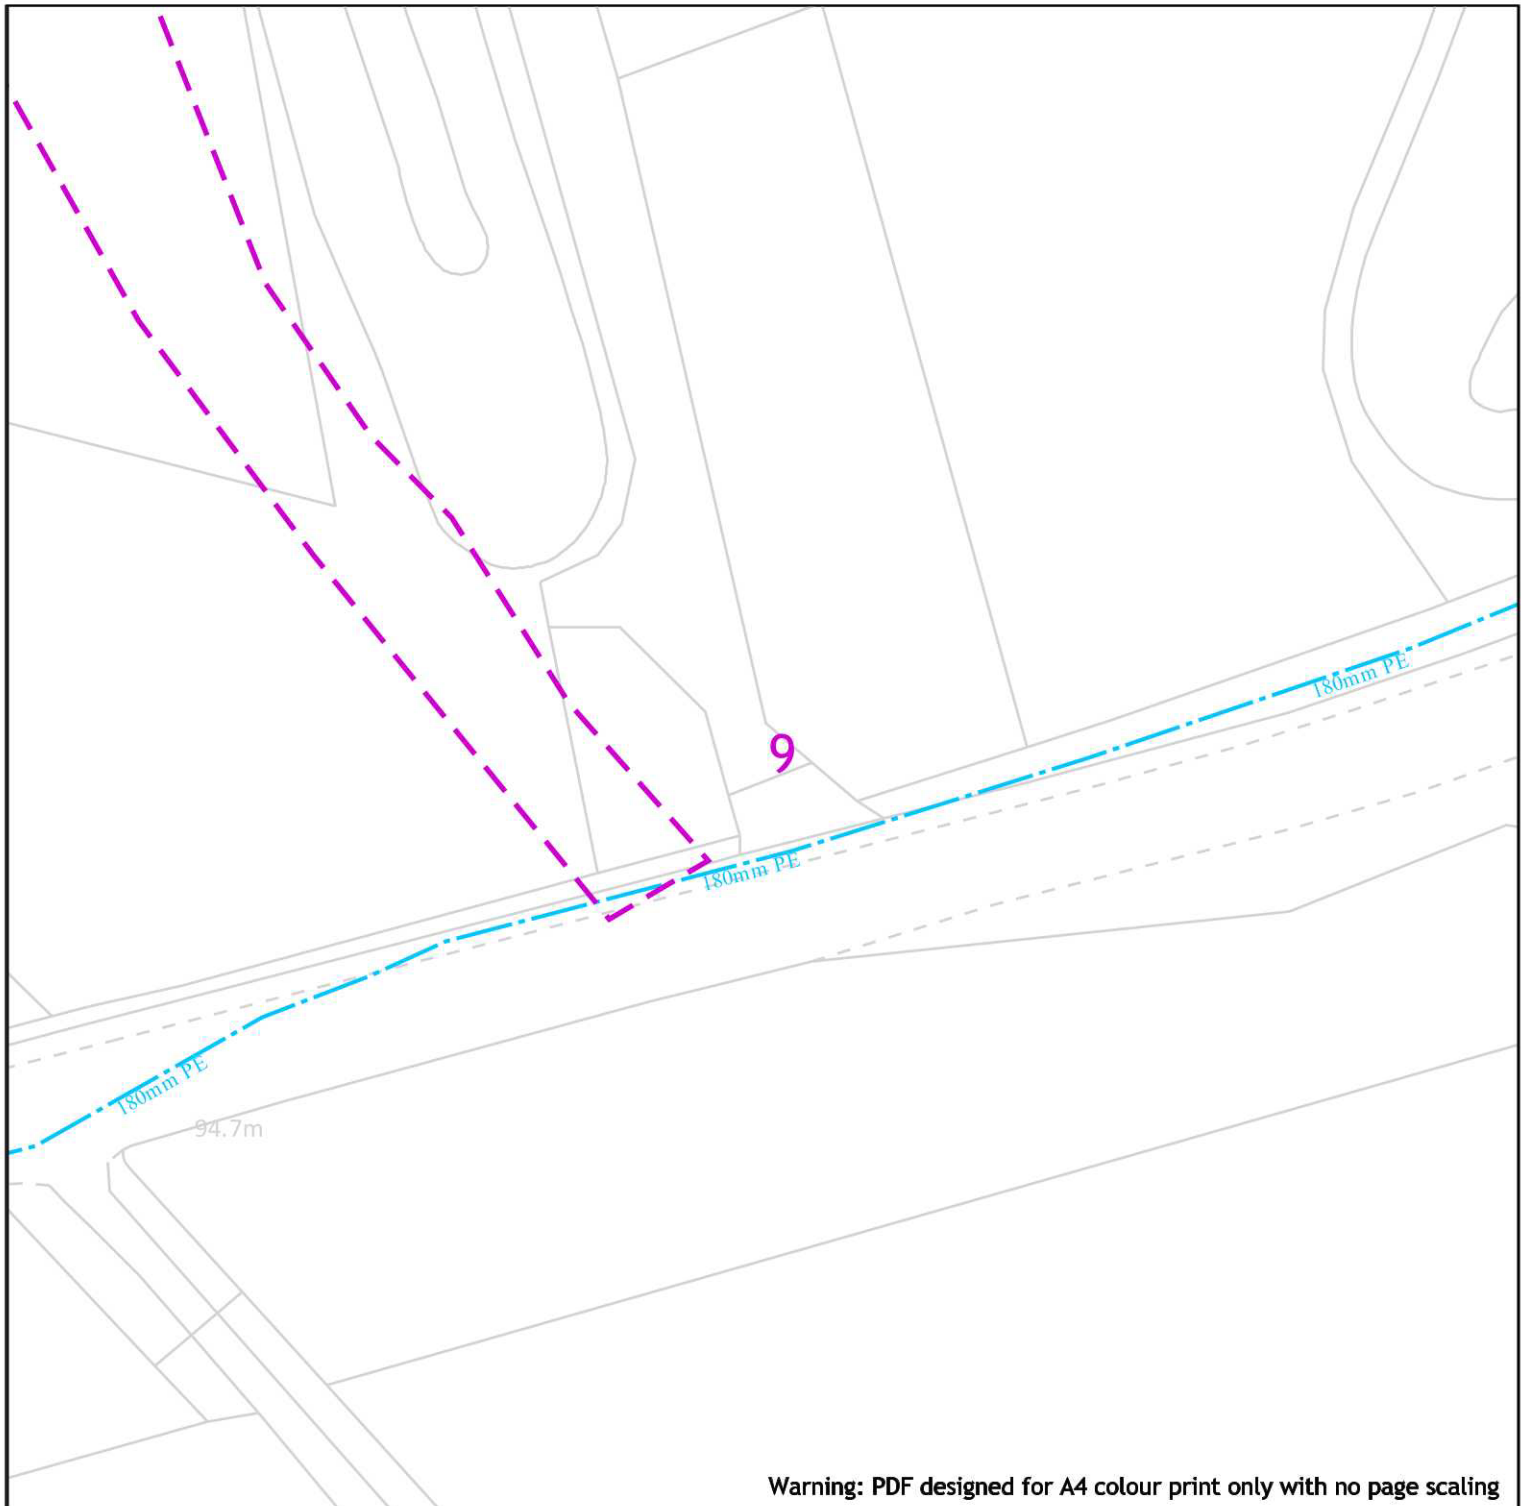 180mm PE
9
180mm PE
180mm PE
94.7m
Warning: PDF designed for A4 colour print only with no page scaling